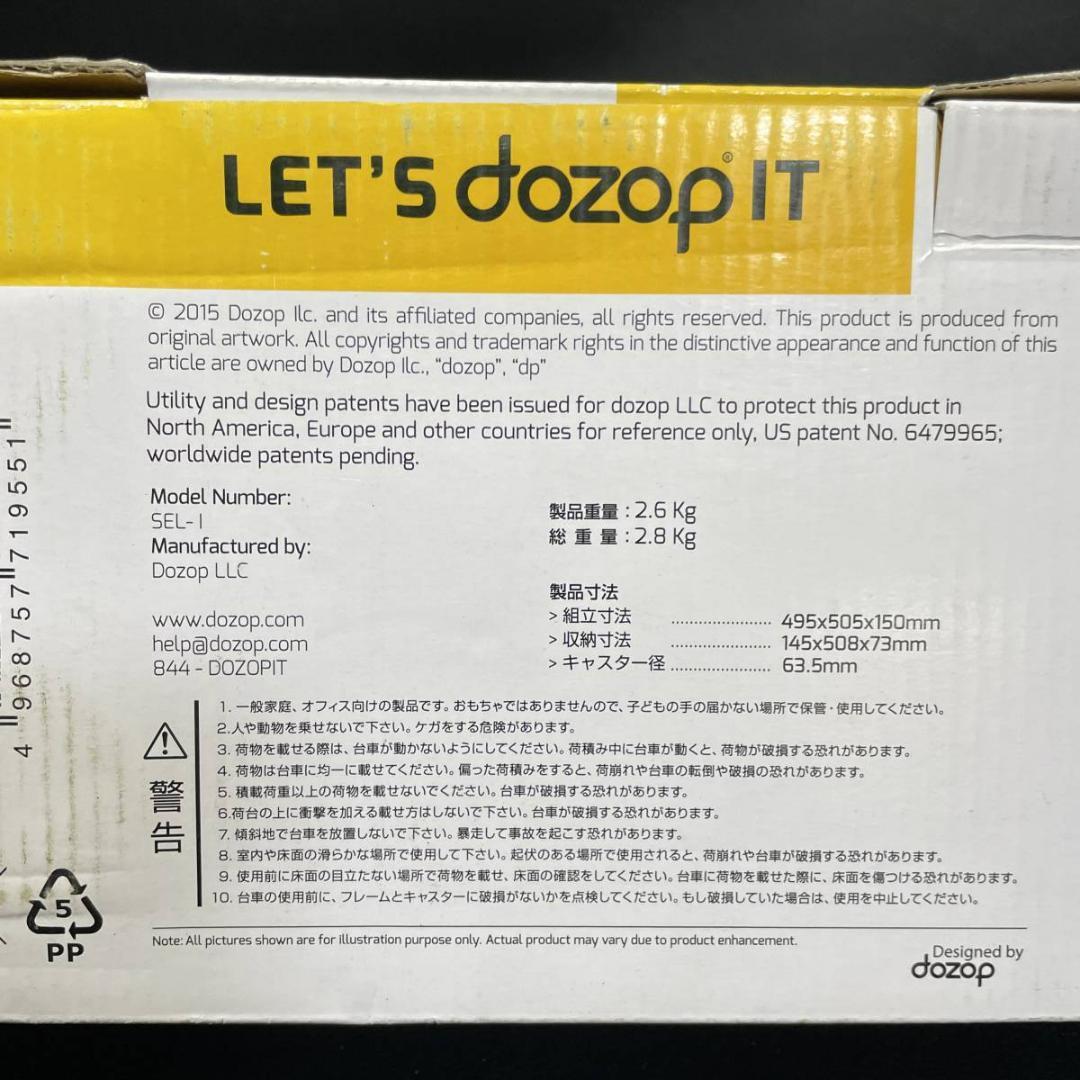 LET'S dozop® IT
© 2015 Dozop llc. and its affiliated companies, all rights reserved. This product is produced from
original artwork. All copyrights and trademark rights in the distinctive appearance and function of this
article are owned by Dozop llc., “dozop”, “dp”
Utility and design patents have been issued for dozop LLC to protect this product in
North America, Europe and other countries for reference only, US patent No. 6479965;
worldwide patents pending.
Model Number:
SEL-I
Manufactured by:
Dozop LLC
www.dozop.com
help@dozop.com
844 - DOZOPIT
製品重量：2.6 Kg
総 重 量：2.8 Kg
製品寸法
> 組立寸法 ...................... 495x505x150mm
> 収納寸法 ...................... 145x508x73mm
> キャスター径 ...................... 63.5mm
警告
1. 一般家庭、オフィス向けの製品です。おもちゃではありませんので、子どもの手の届かない場所で保管・使用してください。
2.人や動物を乗せないで下さい。ケガをする危険があります。
3. 荷物を載せる際は、台車が動かないようにしてください。荷積み中に台車が動くと、荷物が破損する恐れがあります。
4. 荷物は台車に均一に載せてください。偏った荷積みをすると、荷崩れや台車の転倒や破損の恐れがあります。
5. 積載荷重以上の荷物を載せないでください。台車が破損する恐れがあります。
6.荷台の上に衝撃を加える載せ方はしないで下さい。台車が破損する恐れがあります。
7. 傾斜地で台車を放置しないで下さい。暴走して事故を起こす恐れがあります。
8. 室内や床面の滑らかな場所で使用して下さい。起伏のある場所で使用されると、荷崩れや台車が破損する恐れがあります。
9. 使用前に床面の目立たない場所で荷物を載せ、床面の確認をしてください。台車に荷物を載せた際に、床面を傷つける恐れがあります。
10. 台車の使用前に、フレームとキャスターに破損がないかを点検してください。もし破損していた場合は、使用を中止してください。
Note: All pictures shown are for illustration purpose only. Actual product may vary due to product enhancement.
Designed by
dozop
4 968757 719551
5
PP